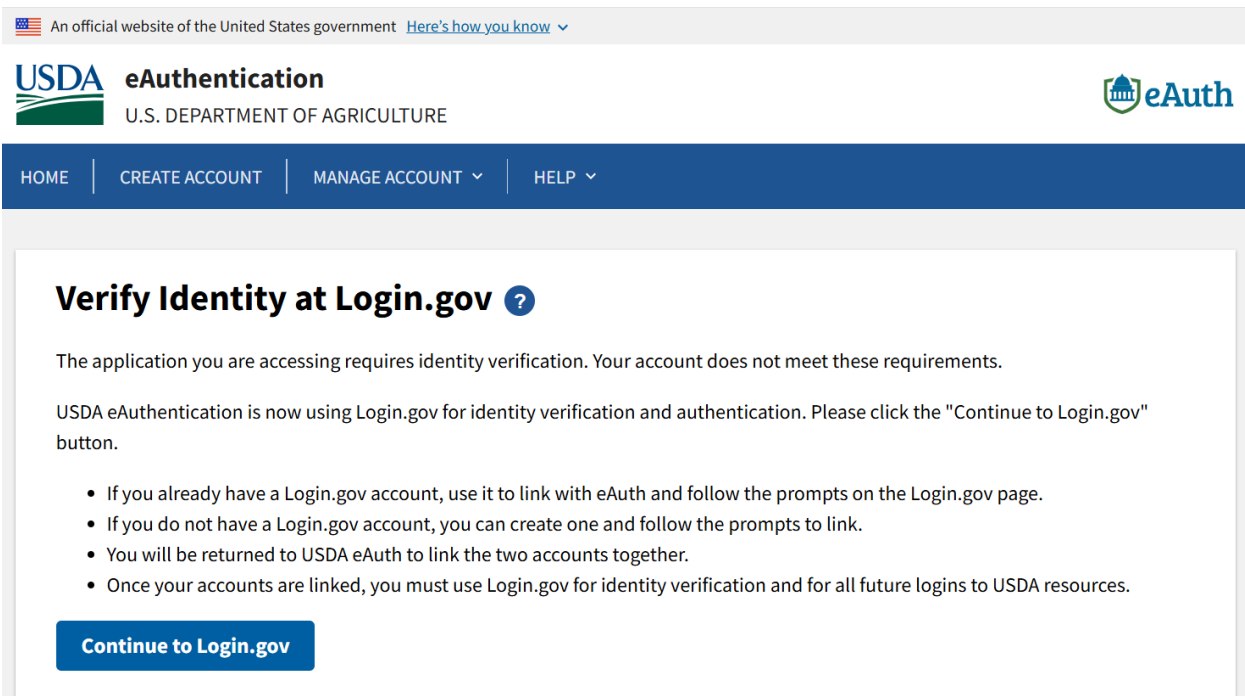 An official website of the United States government Here's how you know
USDA
eAuthentication
U.S. DEPARTMENT OF AGRICULTURE
eAuth
HOME CREATE ACCOUNT MANAGE ACCOUNT HELP
Verify Identity at Login.gov ?
The application you are accessing requires identity verification. Your account does not meet these requirements.
USDA eAuthentication is now using Login.gov for identity verification and authentication. Please click the "Continue to Login.gov"
button.
• If you already have a Login.gov account, use it to link with eAuth and follow the prompts on the Login.gov page.
• If you do not have a Login.gov account, you can create one and follow the prompts to link.
• You will be returned to USDA eAuth to link the two accounts together.
• Once your accounts are linked, you must use Login.gov for identity verification and for all future logins to USDA resources.
Continue to Login.gov